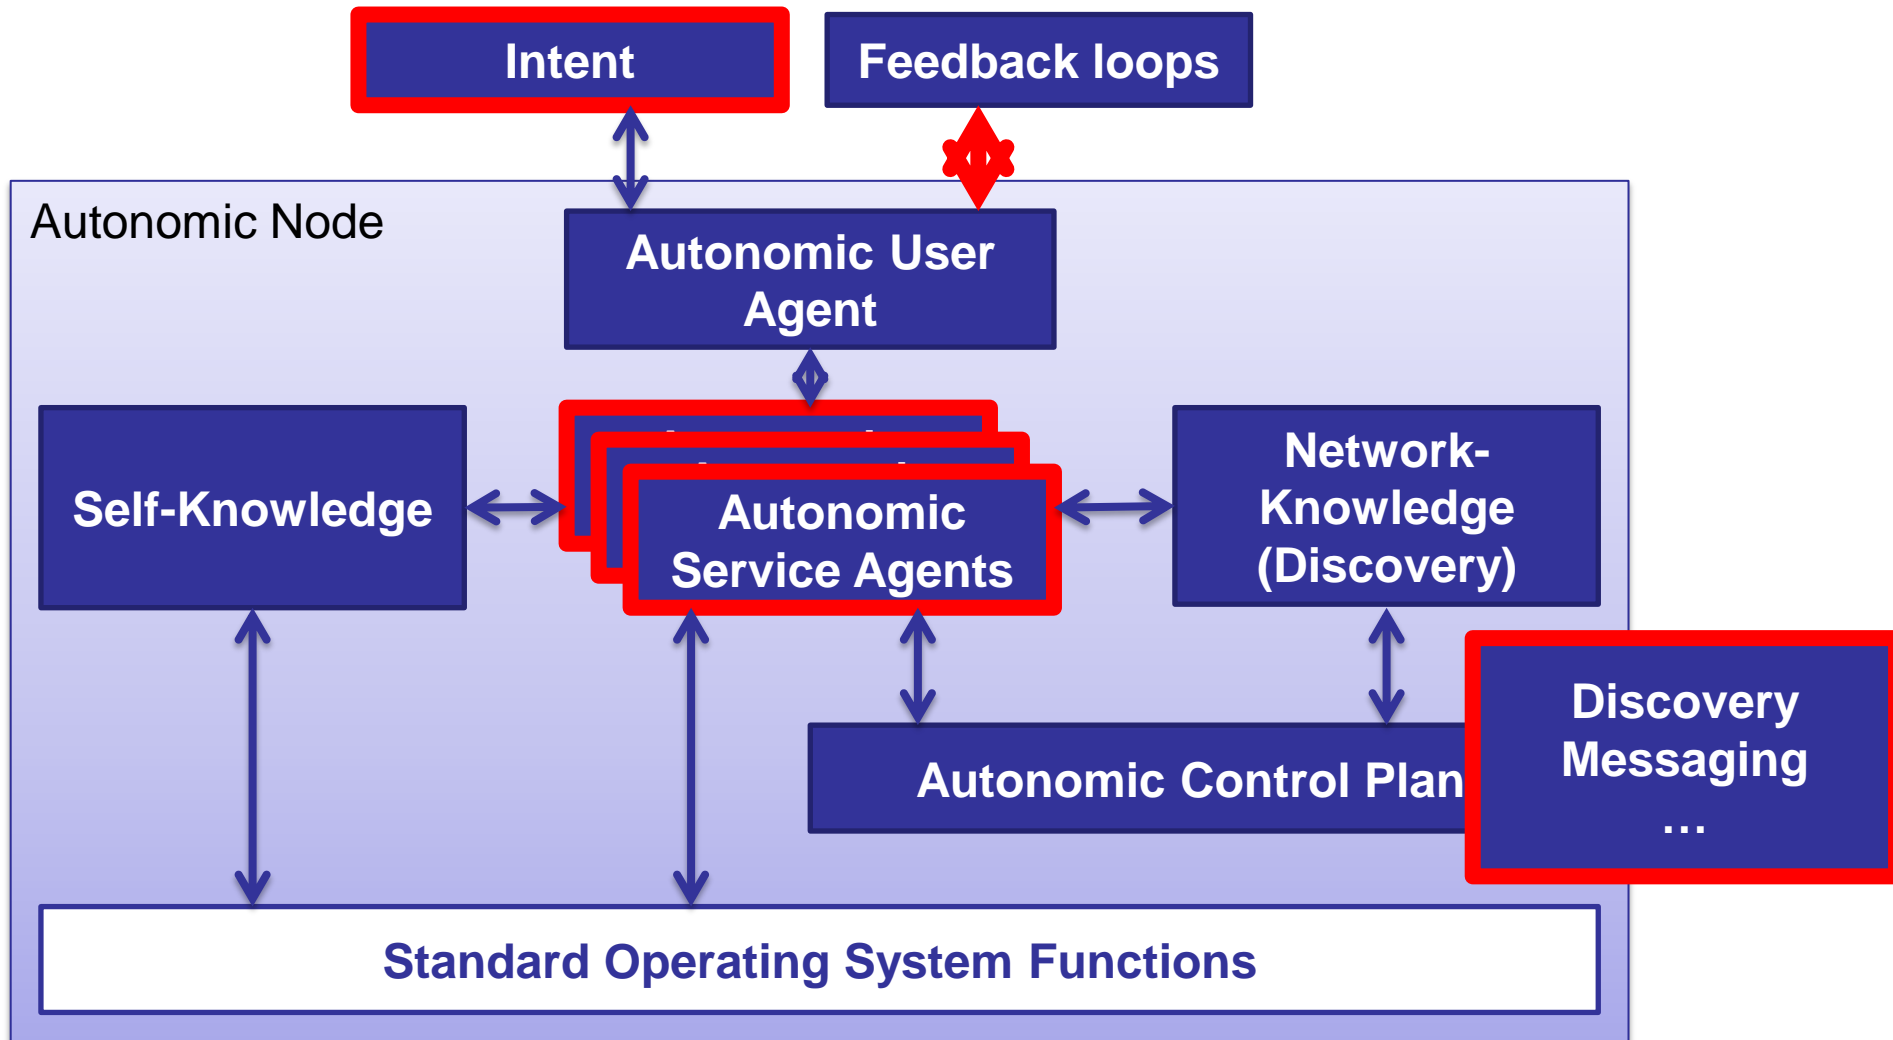 Intent
Feedback loops
Autonomic Node
Autonomic User
Agent
Self-Knowledge
Autonomic
Service Agents
Network-
Knowledge
(Discovery)
Discovery
Messaging
…
Autonomic Control Plan
Standard Operating System Functions